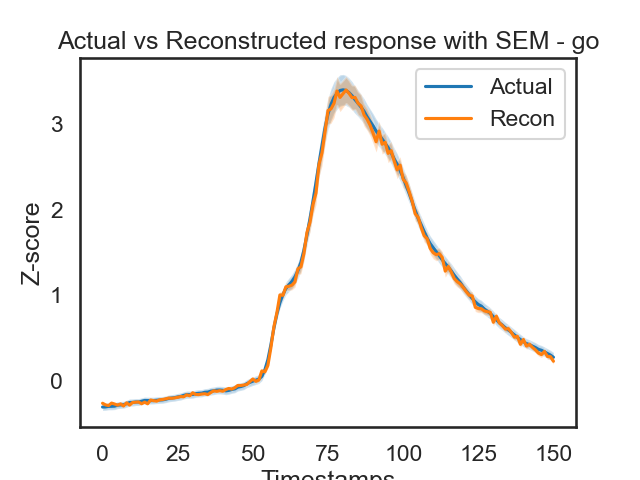 Actual vs Reconstructed response with SEM - go
Actual
Recon
3
2
1
0
Z-score
0 25 50 75 100 125 150
Timestamps